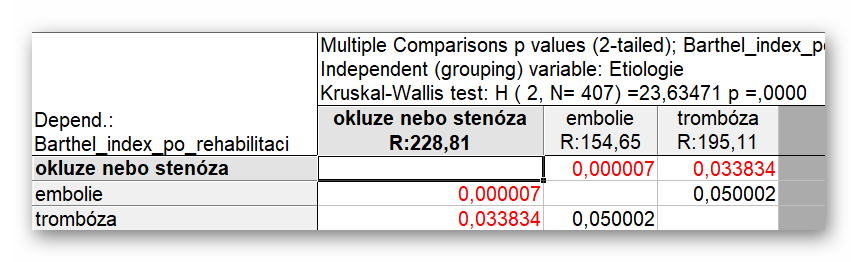 Multiple Comparisons p values (2-tailed); Barthel_index_po
Independent (grouping) variable: Etiologie
Kruskal-Wallis test: H ( 2, N= 407) =23,63471 p =,0000
Depend.: okluze nebo stenóza embolie trombóza
Barthel_index_po_rehabilitaci R:228,81 R:154,65 R:195,11
okluze nebo stenóza 0,000007 0,033834
embolie 0,000007 0,050002
trombóza 0,033834 0,050002